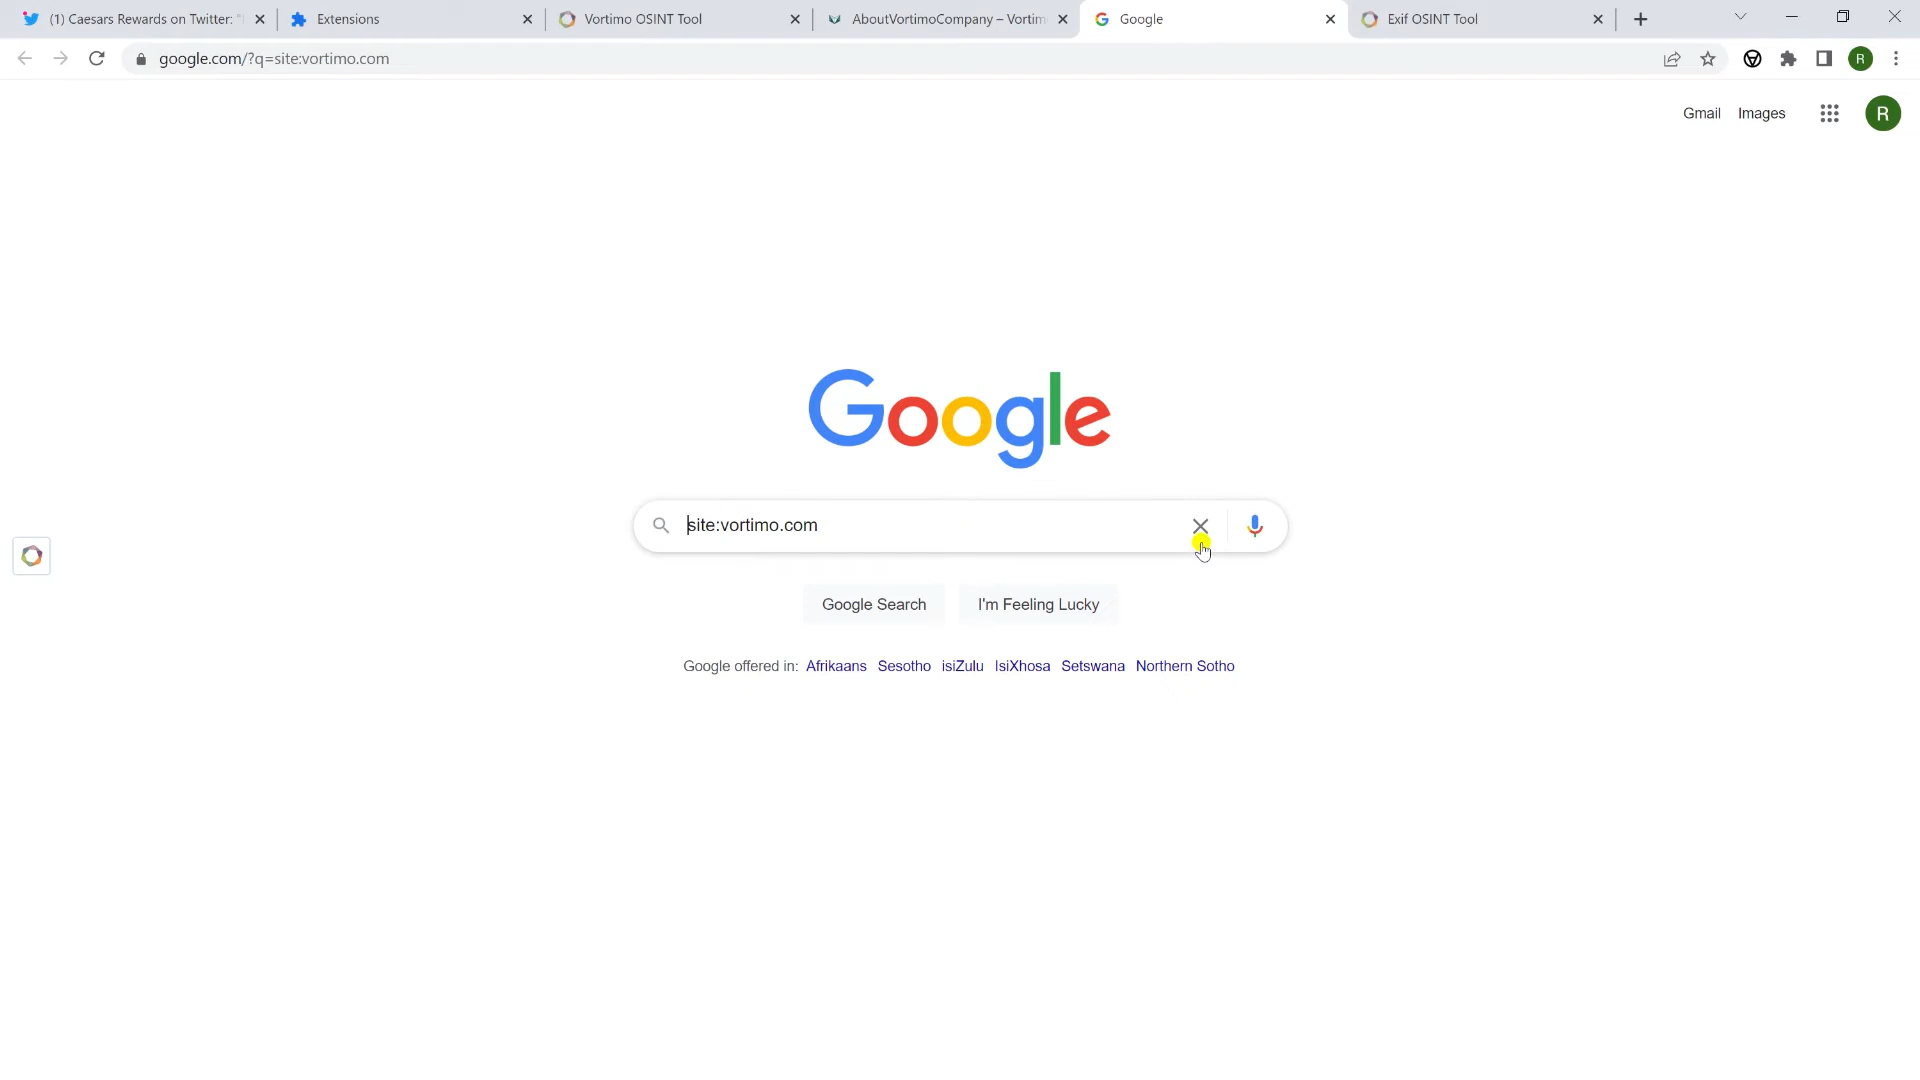 (1) Caesars Rewards on Twitter: "
Extensions
Vortimo OSINT Tool
AboutVortimoCompany – Vortim
Google
Exif OSINT Tool
google.com/?q=site:vortimo.com
R
Gmail Images
R
Google
site:vortimo.com
Google Search
I'm Feeling Lucky
Google offered in: Afrikaans Sesotho isiZulu IsiXhosa Setswana Northern Sotho